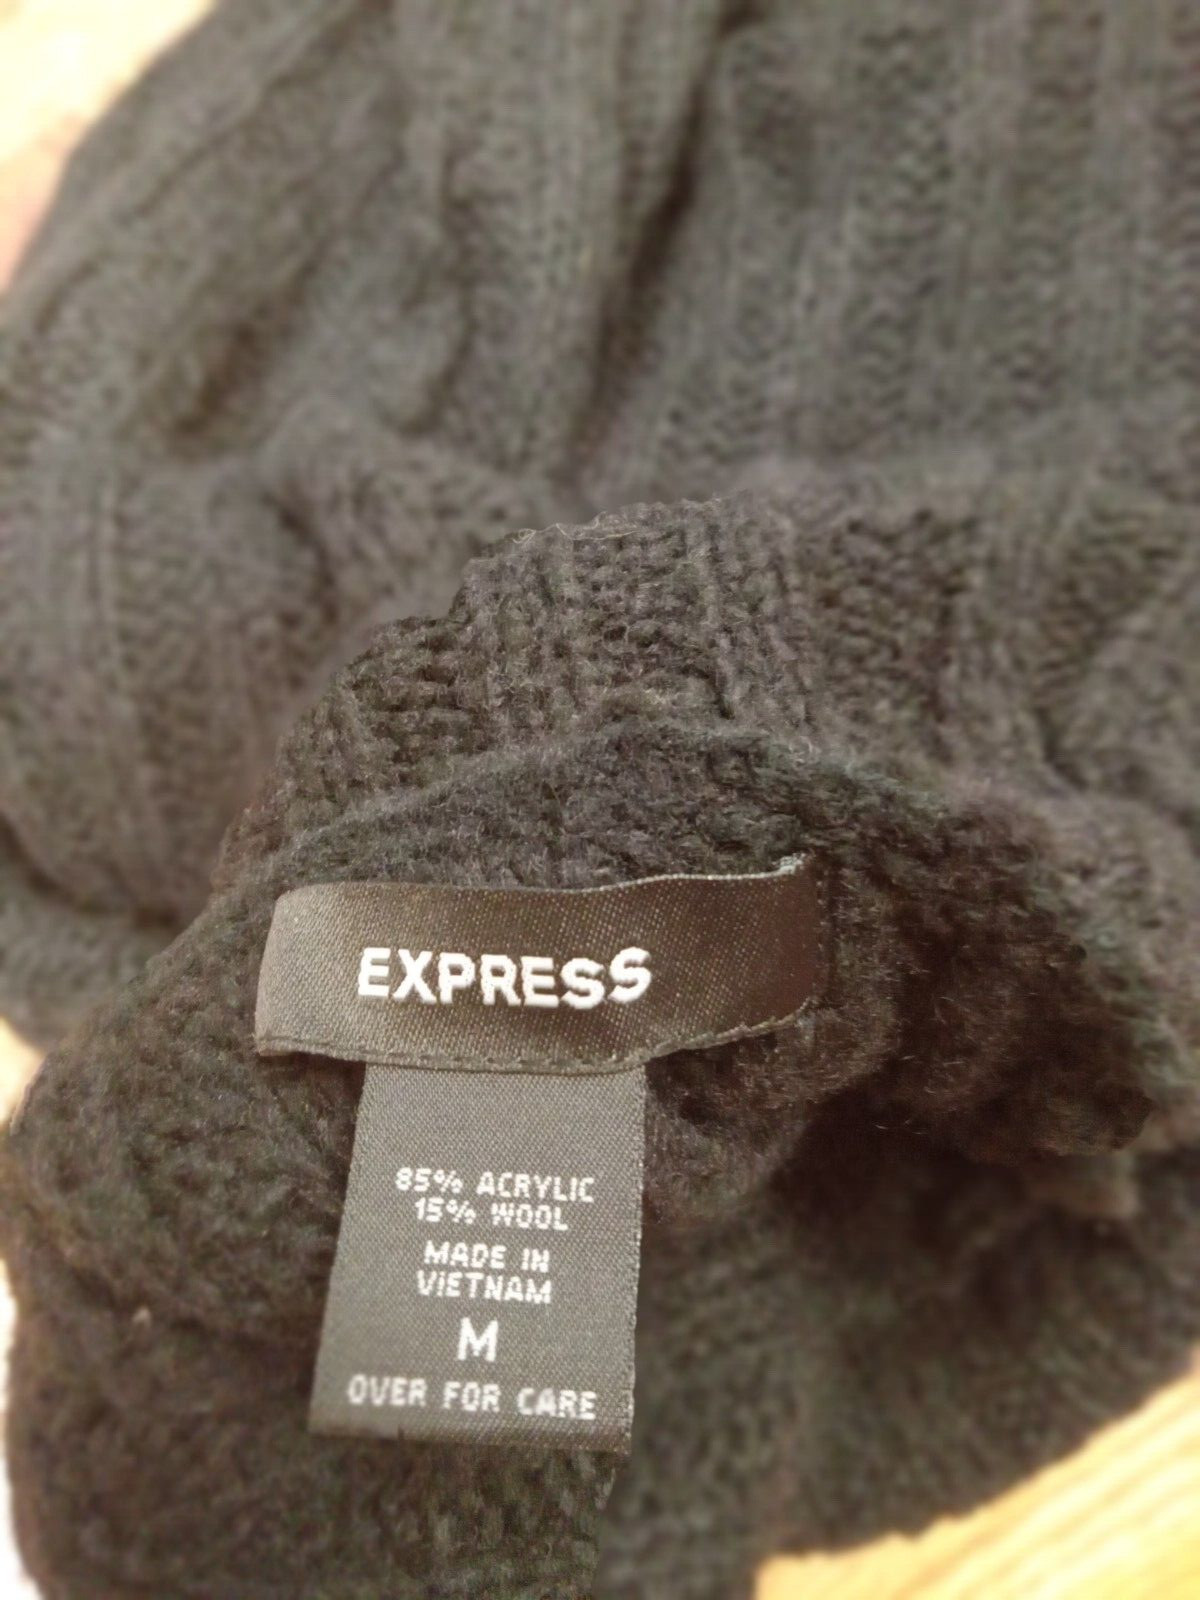 EXPRESS
85% ACRYLIC
15% WOOL
MADE IN
VIETNAM
M
OVER FOR CARE